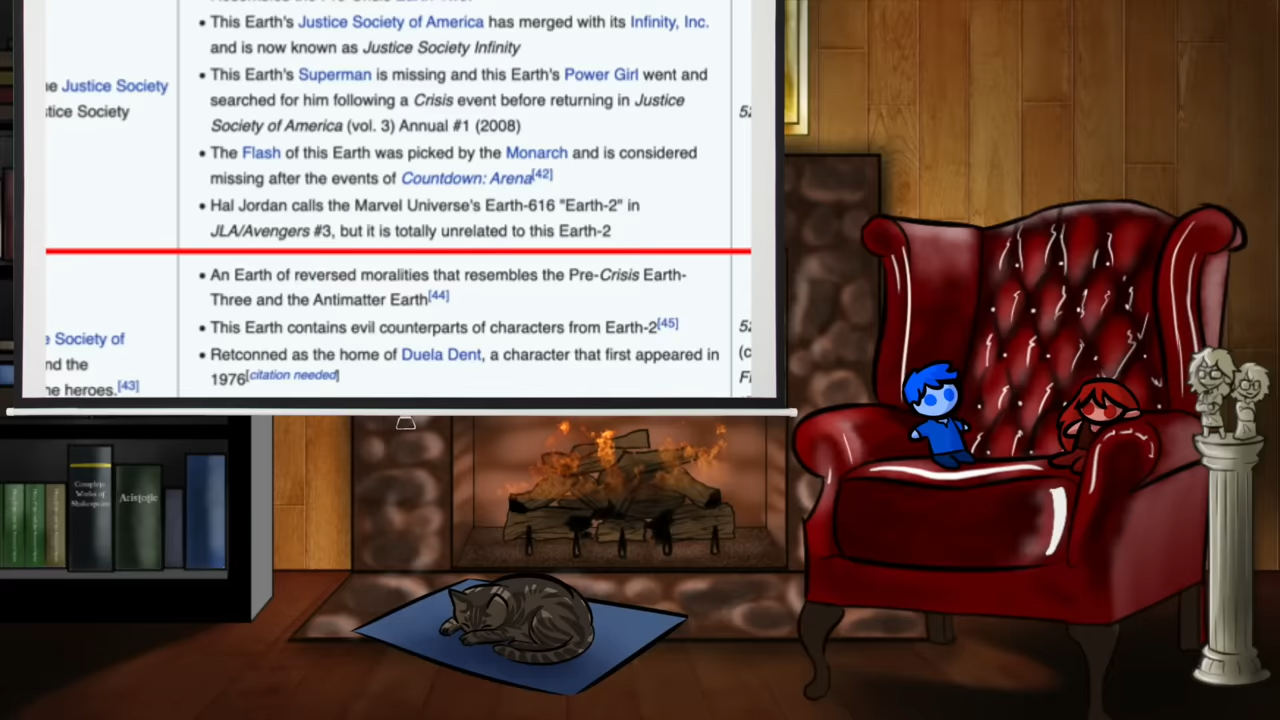 • This Earth's Justice Society of America has merged with its Infinity, Inc.
and is now known as Justice Society Infinity
• This Earth's Superman is missing and this Earth's Power Girl went and
searched for him following a Crisis event before returning in Justice
Society of America (vol. 3) Annual #1 (2008)
• The Flash of this Earth was picked by the Monarch and is considered
missing after the events of Countdown: Arena[42]
• Hal Jordan calls the Marvel Universe's Earth-616 "Earth-2" in
JLA/Avengers #3, but it is totally unrelated to this Earth-2
Justice Society
tice Society
• An Earth of reversed moralities that resembles the Pre-Crisis Earth-
Three and the Antimatter Earth[44]
• This Earth contains evil counterparts of characters from Earth-2[45]
• Retconned as the home of Duela Dent, a character that first appeared in
1976[citation needed]
Society of
nd the
e heroes.[43]
Complete
Works of
Shakespeare
Aristotle